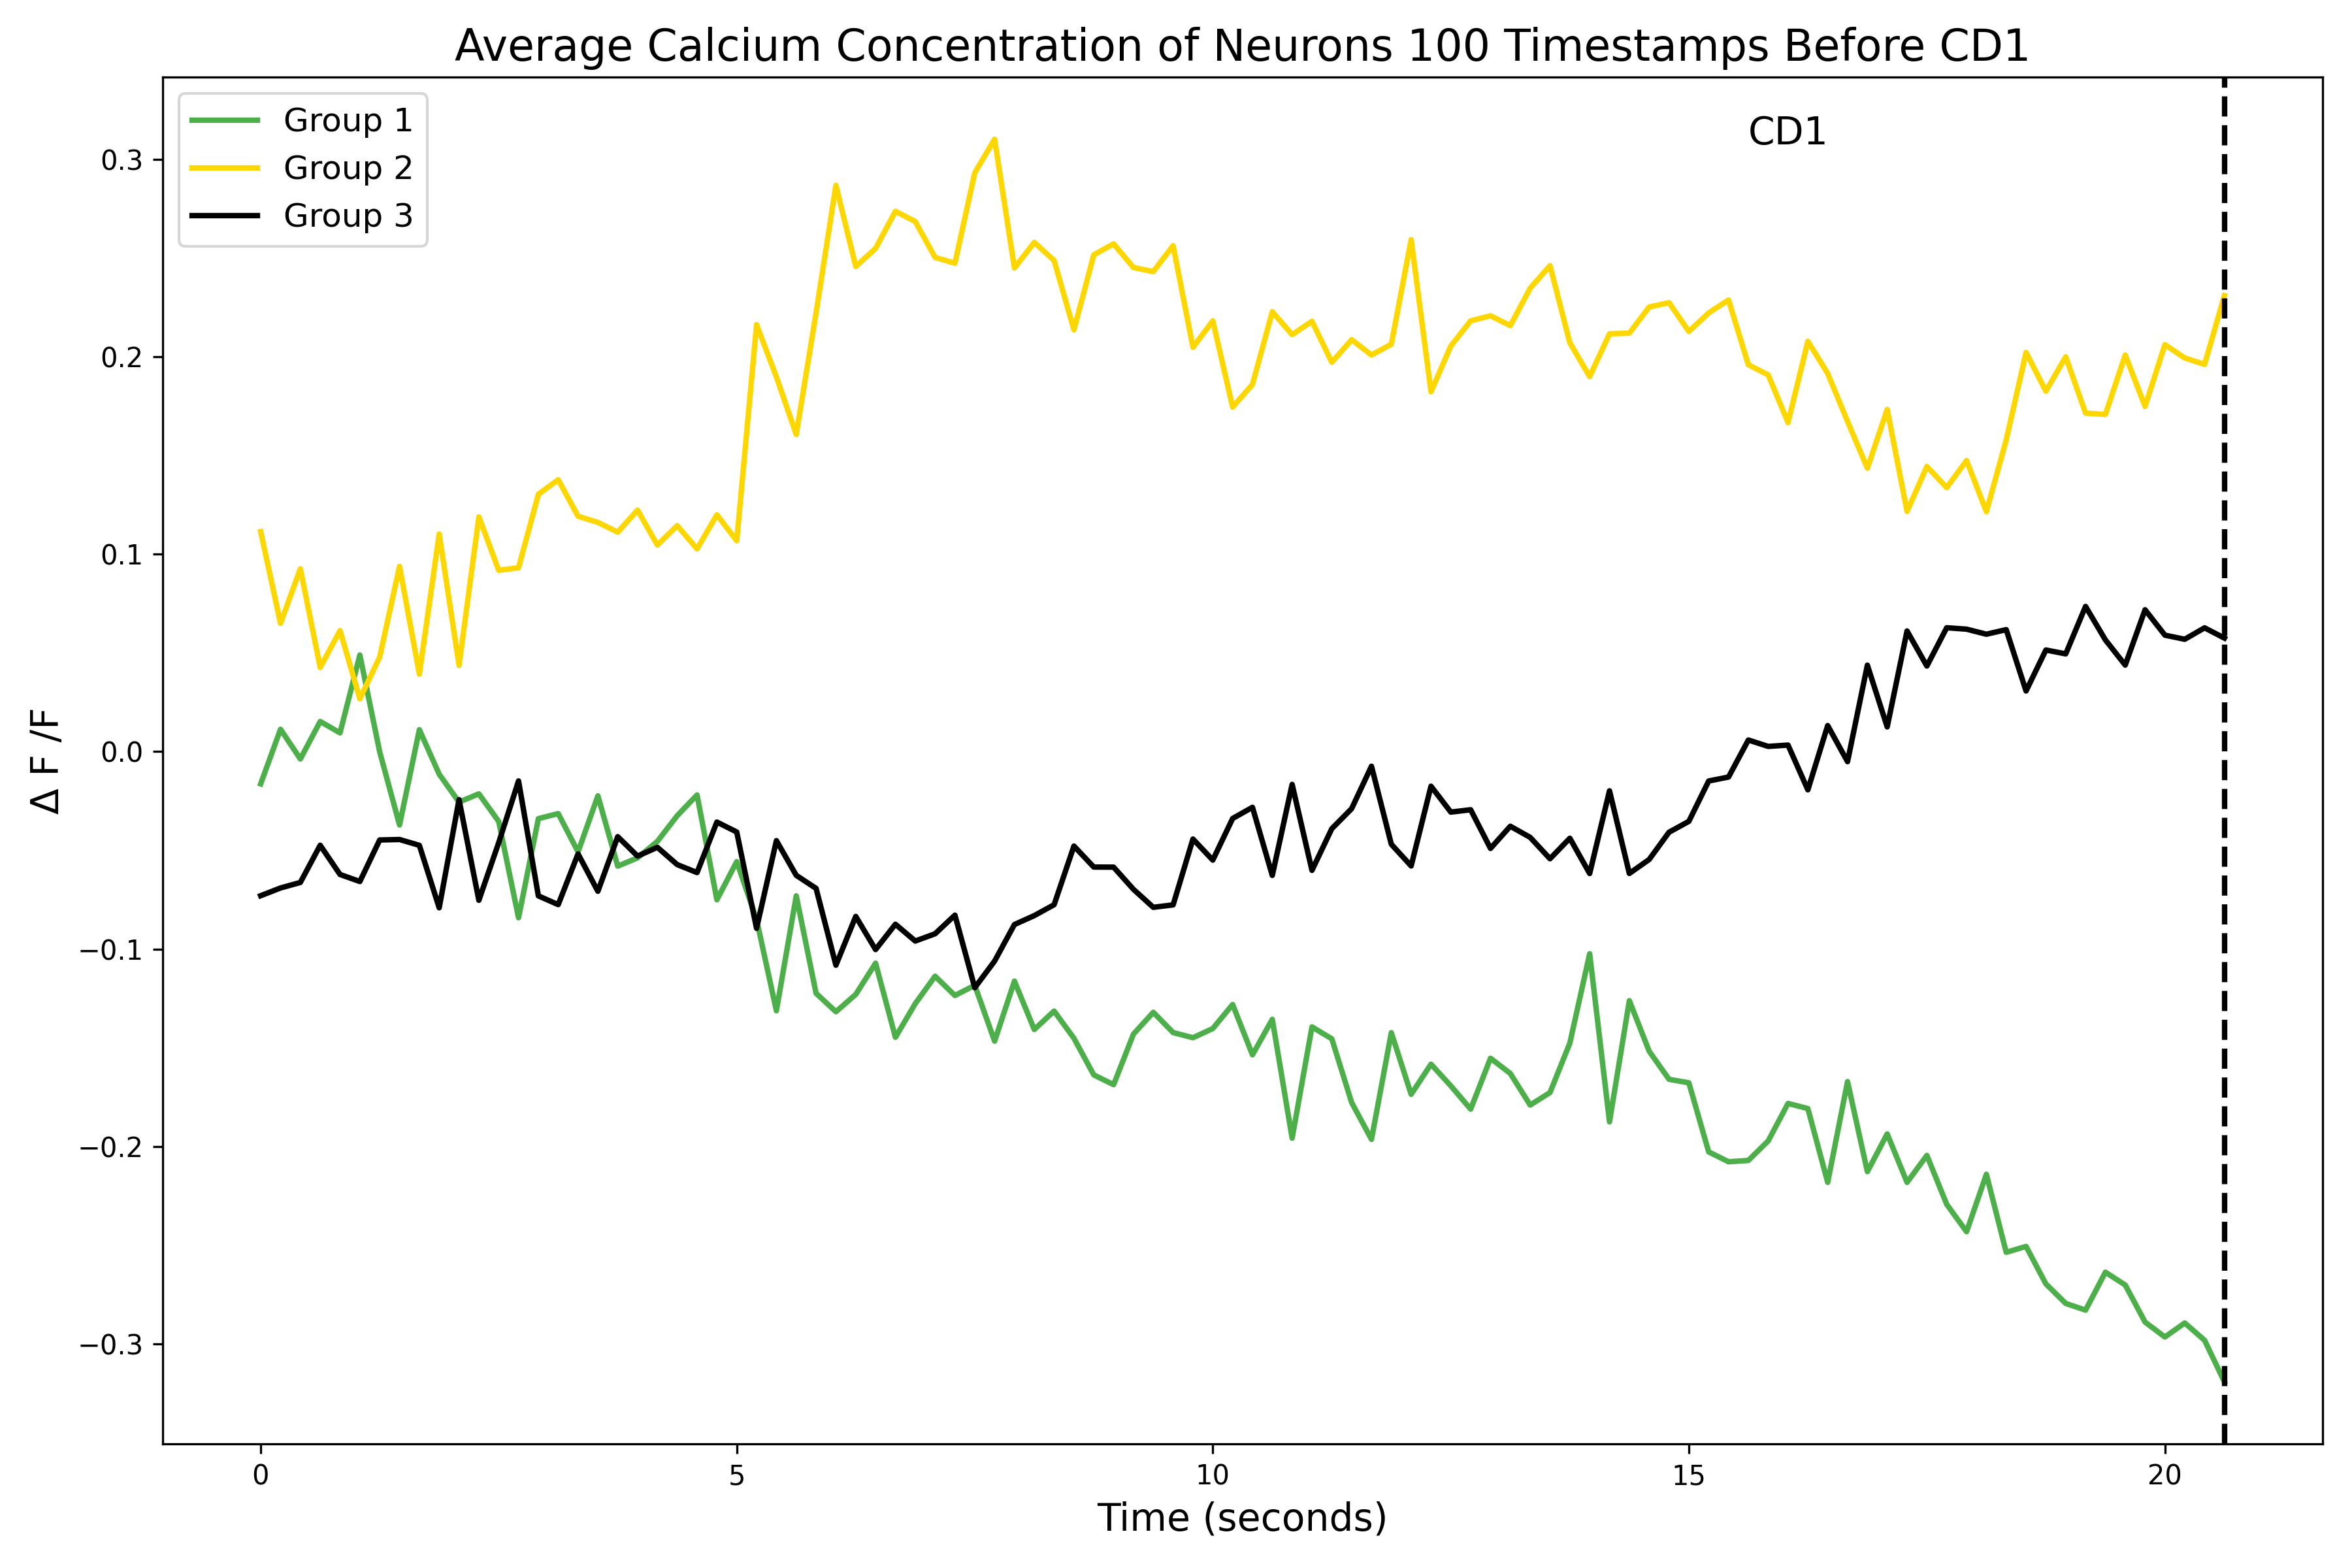 Average Calcium Concentration of Neurons 100 Timestamps Before CD1
Group 1
Group 2
Group 3
CD1
0.3
0.2
0.1
0.0
−0.1
−0.2
−0.3
Δ F /F
0 5 10 15 20
Time (seconds)